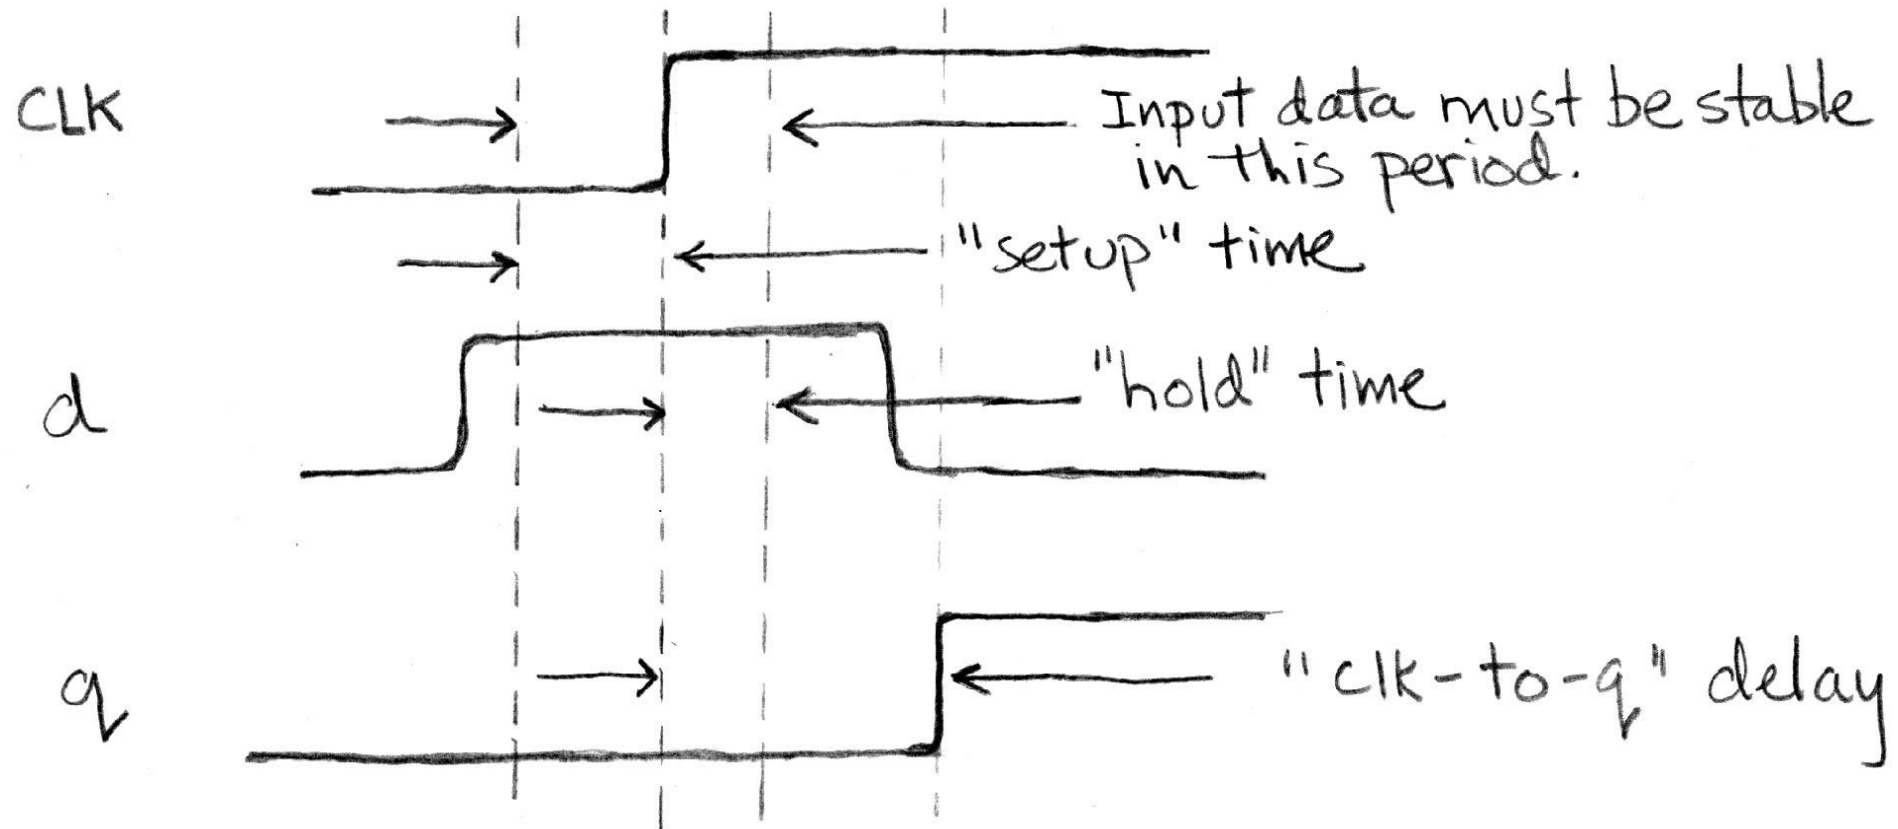 CLK
Input data must be stable
in this period.
"setup" time
d
"hold" time
q
"clk-to-q" delay